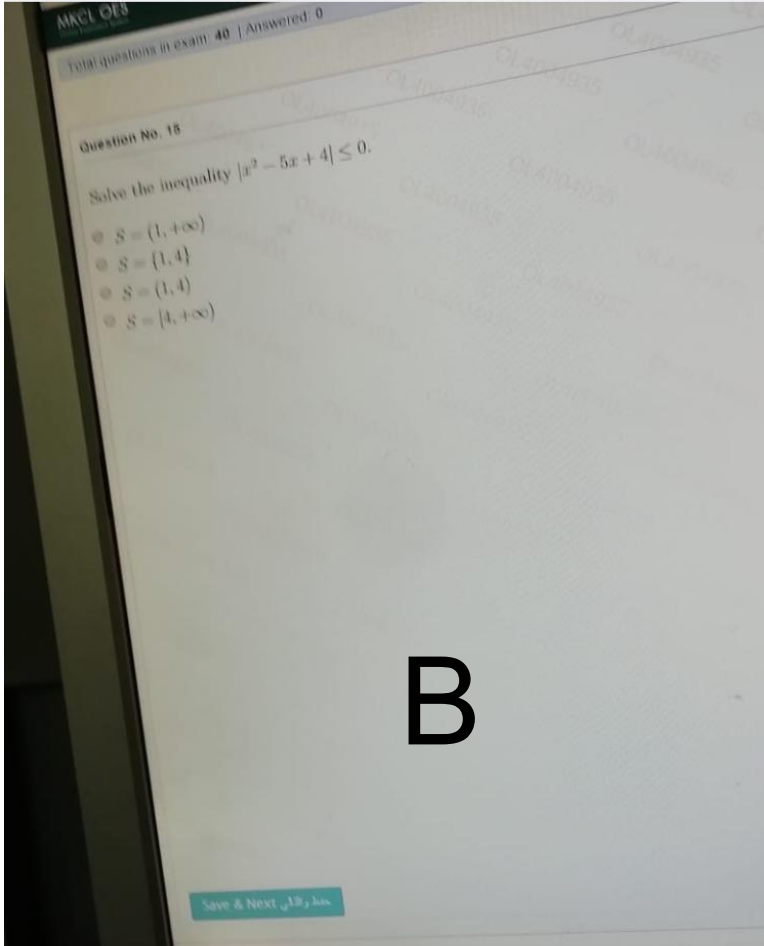 MKCL OES
Total questions in exam: 40 | Answered: 0
Question No. 15
Solve the inequality |x² − 5x + 4| ≤ 0.
S = (1, +∞)
S = {1, 4}
S = (1, 4)
S = [4, +∞)
OL4004935
B
Save & Next